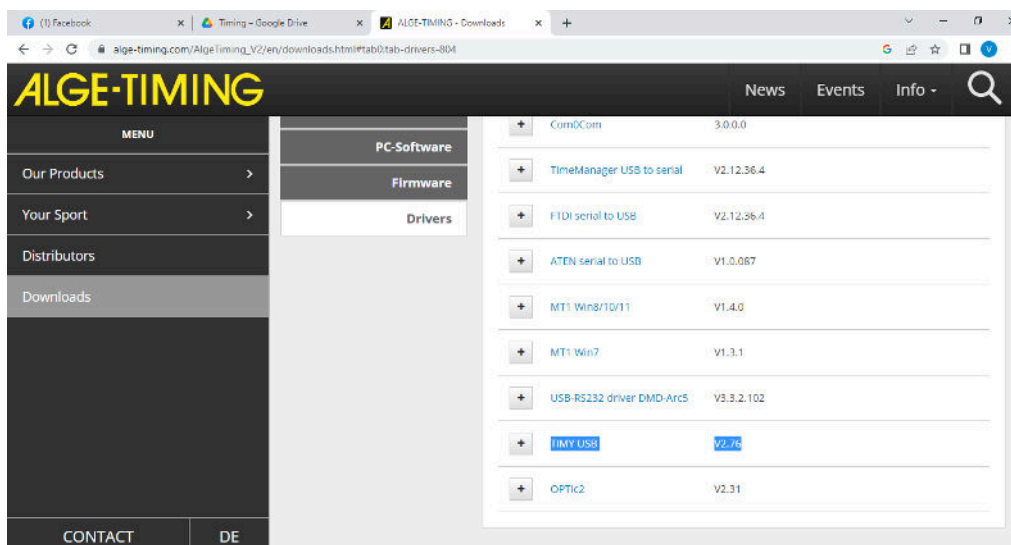 (1) Facebook
Timing – Google Drive
ALGE-TIMING - Downloads
alge-timing.com/AlgeTiming_V2/en/downloads.html#tab0:tab-drivers-804
G
V
ALGE-TIMING
News
Events
Info
MENU
Our Products
Your Sport
Distributors
Downloads
CONTACT
DE
PC-Software
Firmware
Drivers
Com0Com 3.0.0.0
TimeManager USB to serial V2.12.36.4
FTDI serial to USB V2.12.36.4
ATEN serial to USB V1.0.087
MT1 Win8/10/11 V1.4.0
MT1 Win7 V1.3.1
USB-RS232 driver DMD-Arc5 V3.3.2.102
TIMY USB V2.76
OPTIc2 V2.31